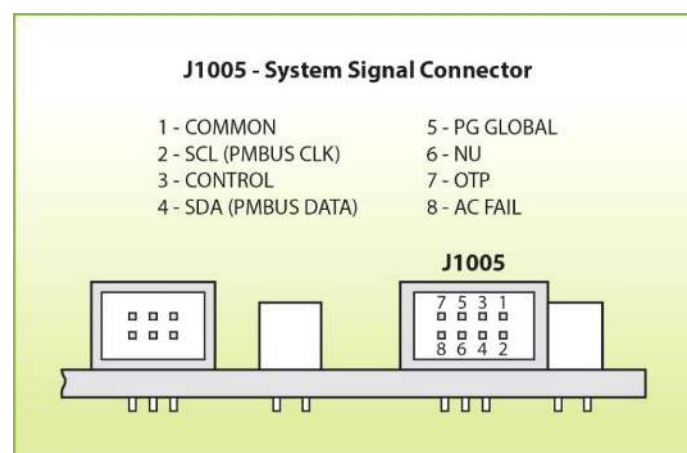 J1005 - System Signal Connector
1 - COMMON
2 - SCL (PMBUS CLK)
3 - CONTROL
4 - SDA (PMBUS DATA)
5 - PG GLOBAL
6 - NU
7 - OTP
8 - AC FAIL
J1005
7 5 3 1
8 6 4 2